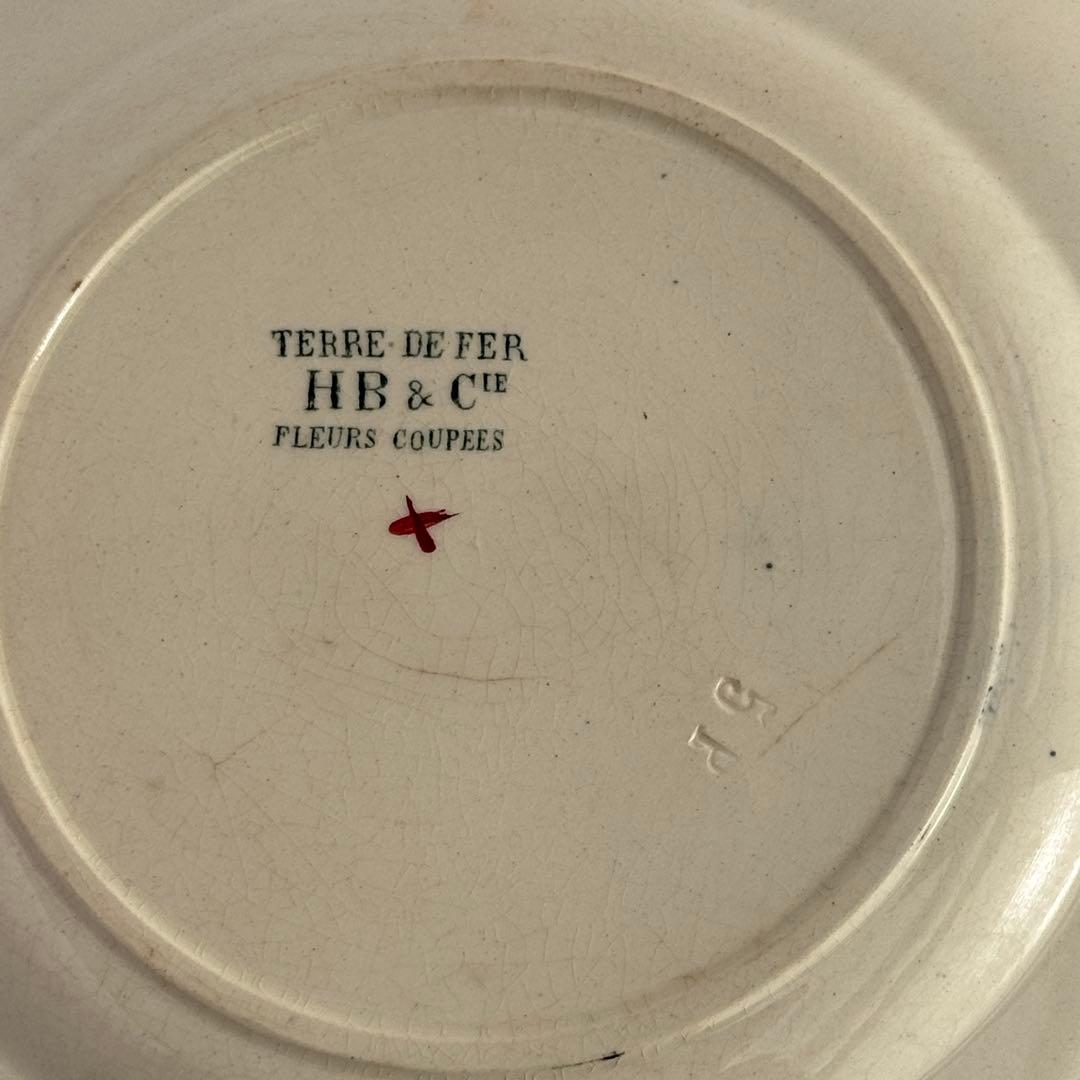 TERRE · DE FER
HB & CIE
FLEURS COUPEES